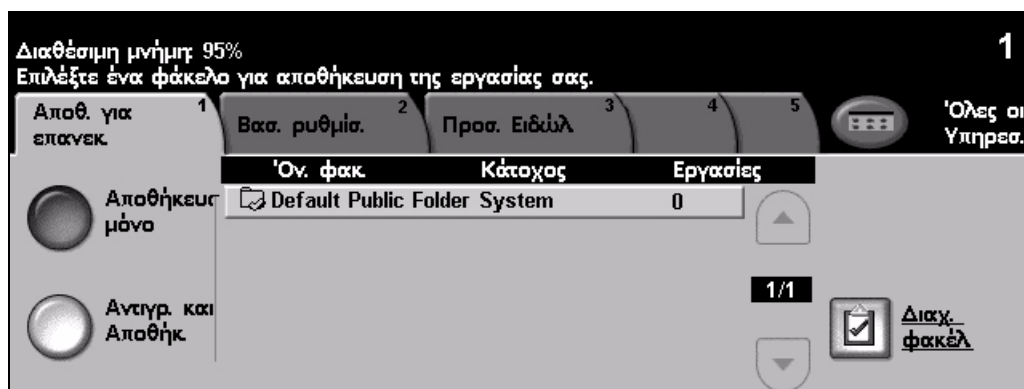 Διαθέσιμη μνήμη: 95%
1
Επιλέξτε ένα φάκελο για αποθήκευση της εργασίας σας.
Αποθ. για
επανεκ.
1
Βασ. ρυθμίσ.
2
Προσ. Ειδώλ
3
4
5
Όλες οι
Υπηρεσ.
Όν. φακ.
Κάτοχος
Εργασίες
Default Public Folder System
0
Αποθήκευσ
μόνο
1/1
Αντιγρ. και
Αποθήκ.
Διαχ.
φακέλ